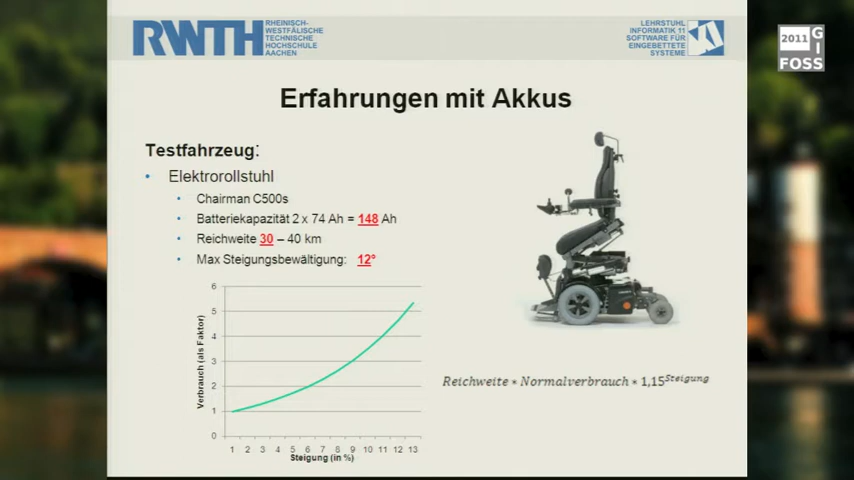 RWTH
RHEINISCH-
WESTFÄLISCHE
TECHNISCHE
HOCHSCHULE
AACHEN
LEHRSTUHL
INFORMATIK 11
SOFTWARE FÜR
EINGEBETTETE
SYSTEME
2011
GI
FOSS
Erfahrungen mit Akkus
Testfahrzeug:
• Elektrorollstuhl
• Chairman C500s
• Batteriekapazität 2 x 74 Ah = 148 Ah
• Reichweite 30 – 40 km
• Max Steigungsbewältigung: 12°
Verbrauch (als Faktor)
6
5
4
3
2
1
0
1 2 3 4 5 6 7 8 9 10 11 12 13
Steigung (in %)
Reichweite * Normalverbrauch * 1,15^Steigung